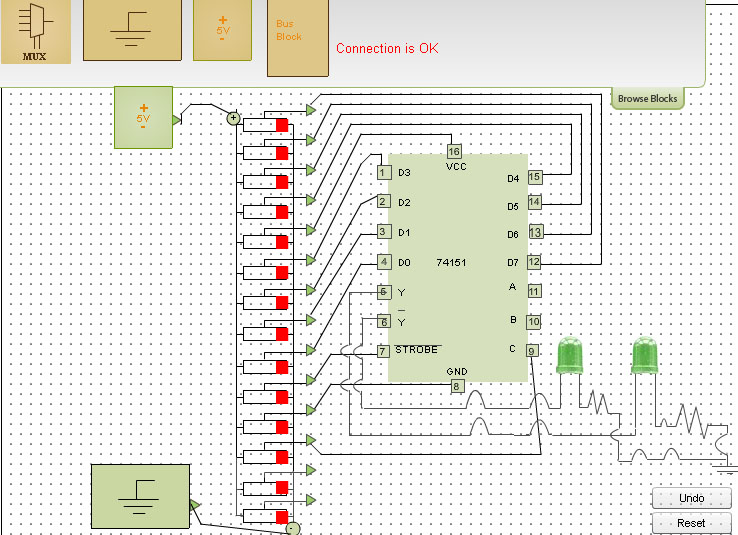 MUX
+
5V
-
Bus
Block
Connection is OK
Browse Blocks
+
5V
-
+
16
VCC
1 D3
D4 15
2 D2
D5 14
3 D1
D6 13
4 D0
74151
D7 12
5 Y
A 11
6 Y
B 10
7 STROBE
C 9
GND
8
-
Undo
Reset